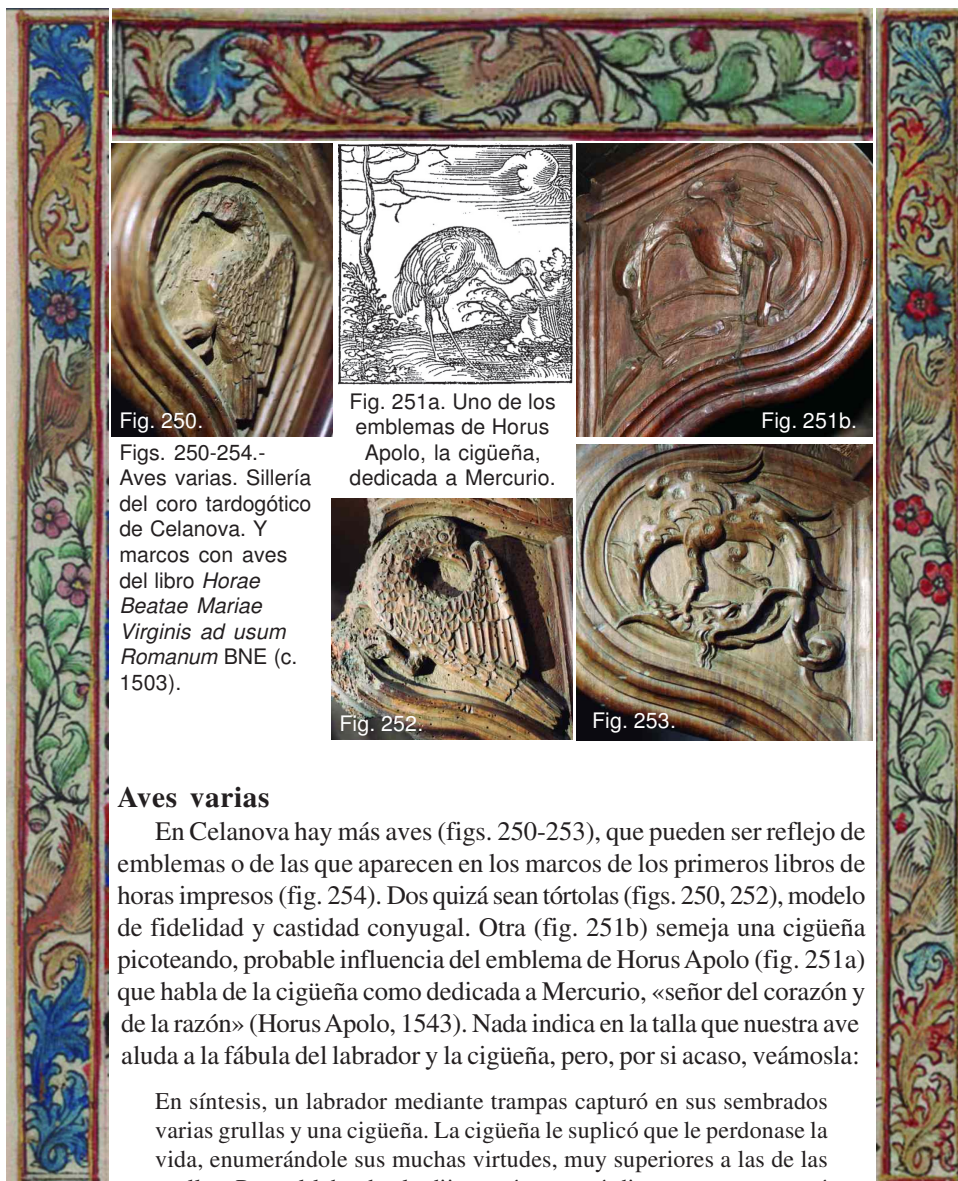 Fig. 250.
Fig. 251a. Uno de los
emblemas de Horus
Apolo, la cigüeña,
dedicada a Mercurio.
Fig. 251b.
Figs. 250-254.-
Aves varias. Sillería
del coro tardogótico
de Celanova. Y
marcos con aves
del libro Horae
Beatae Mariae
Virginis ad usum
Romanum BNE (c.
1503).
Fig. 252.
Fig. 253.
Aves varias
En Celanova hay más aves (figs. 250-253), que pueden ser reflejo de
emblemas o de las que aparecen en los marcos de los primeros libros de
horas impresos (fig. 254). Dos quizá sean tórtolas (figs. 250, 252), modelo
de fidelidad y castidad conyugal. Otra (fig. 251b) semeja una cigüeña
picoteando, probable influencia del emblema de Horus Apolo (fig. 251a)
que habla de la cigüeña como dedicada a Mercurio, «señor del corazón y
de la razón» (Horus Apolo, 1543). Nada indica en la talla que nuestra ave
aluda a la fábula del labrador y la cigüeña, pero, por si acaso, veámosla:
En síntesis, un labrador mediante trampas capturó en sus sembrados
varias grullas y una cigüeña. La cigüeña le suplicó que le perdonase la
vida, enumerándole sus muchas virtudes, muy superiores a las de las